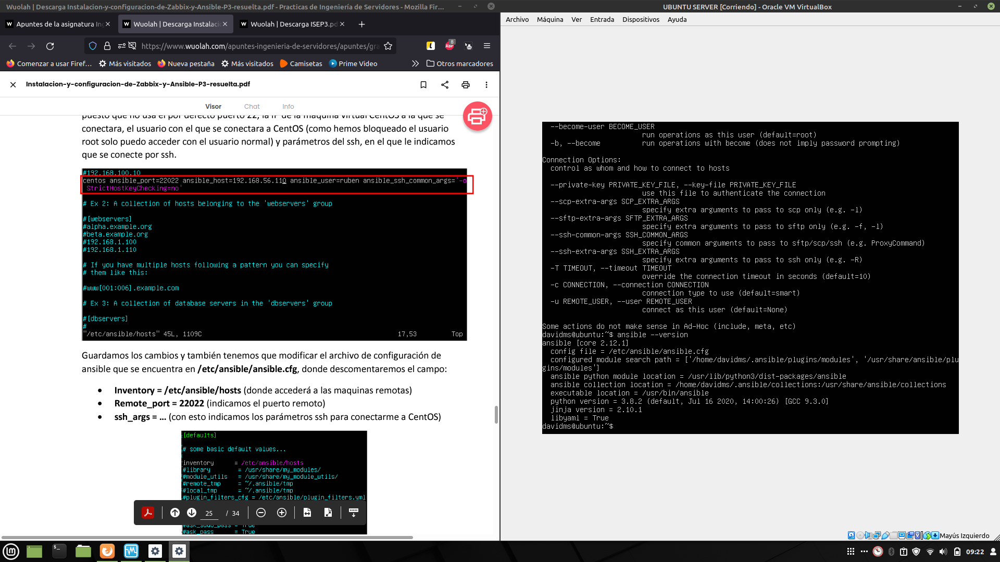 Wuolah | Descarga Instalacion-y-configuracion-de-Zabbix-y-Ansible-P3-resuelta.pdf - Practicas de Ingeniería de Servidores - Mozilla Fir...
Apuntes de la asignatura In
Wuolah | Descarga Instalaci
Wuolah | Descarga ISEP3.pd
https://www.wuolah.com/apuntes-ingenieria-de-servidores/apuntes/gra
8
ABP
Comenzar a usar Firef...
Más visitados
Nueva pestaña
Más visitados
Camisetas
Prime Video
Otros marcadores
Instalacion-y-configuracion-de-Zabbix-y-Ansible-P3-resuelta.pdf
Visor
Chat
Info
puesto que no usa el por defecto puerto 22, la IP de la maquina virtual CentOS a la que se
conectara, el usuario con el que se conectara a CentOS (como hemos bloqueado el usuario
root solo puedo acceder con el usuario normal) y parámetros del ssh, en el que le indicamos
que se conecte por ssh.
#192.168.100.10
centos ansible_port=22022 ansible_host=192.168.56.110 ansible_user=ruben ansible_ssh_common_args='-o
StrictHostKeyChecking=no'
# Ex 2: A collection of hosts belonging to the 'webservers' group
#[webservers]
#alpha.example.org
#beta.example.org
#192.168.1.100
#192.168.1.110
# If you have multiple hosts following a pattern you can specify
# them like this:
#www[001:006].example.com
# Ex 3: A collection of database servers in the 'dbservers' group
#[dbservers]
#
"/etc/ansible/hosts" 45L, 1109C 17,53 Top
Guardamos los cambios y también tenemos que modificar el archivo de configuración de
ansible que se encuentra en /etc/ansible/ansible.cfg, donde descomentaremos el campo:
• Inventory = /etc/ansible/hosts (donde accederá a las maquinas remotas)
• Remote_port = 22022 (indicamos el puerto remoto)
• ssh_args = ... (con esto indicamos los parámetros ssh para conectarme a CentOS)
[defaults]
# some basic default values...
inventory = /etc/ansible/hosts
#library = /usr/share/my_modules/
#module_utils = /usr/share/my_module_utils/
#remote_tmp = ~/.ansible/tmp
#local_tmp = ~/.ansible/tmp
#plugin_filters_cfg = /etc/ansible/plugin_filters.yml
25 / 34
#ask_sudo_pass = True
#ask_pass = True
UBUNTU SERVER [Corriendo] - Oracle VM VirtualBox
Archivo Máquina Ver Entrada Dispositivos Ayuda
--become-user BECOME_USER
run operations as this user (default=root)
-b, --become run operations with become (does not imply password prompting)
Connection Options:
control as whom and how to connect to hosts
--private-key PRIVATE_KEY_FILE, --key-file PRIVATE_KEY_FILE
use this file to authenticate the connection
--scp-extra-args SCP_EXTRA_ARGS
specify extra arguments to pass to scp only (e.g. -l)
--sftp-extra-args SFTP_EXTRA_ARGS
specify extra arguments to pass to sftp only (e.g. -f, -l)
--ssh-common-args SSH_COMMON_ARGS
specify common arguments to pass to sftp/scp/ssh (e.g. ProxyCommand)
--ssh-extra-args SSH_EXTRA_ARGS
specify extra arguments to pass to ssh only (e.g. -R)
-T TIMEOUT, --timeout TIMEOUT
override the connection timeout in seconds (default=10)
-c CONNECTION, --connection CONNECTION
connection type to use (default=smart)
-u REMOTE_USER, --user REMOTE_USER
connect as this user (default=None)
Some actions do not make sense in Ad-Hoc (include, meta, etc)
davidms@ubuntu:~$ ansible --version
ansible [core 2.12.1]
config file = /etc/ansible/ansible.cfg
configured module search path = ['/home/davidms/.ansible/plugins/modules', '/usr/share/ansible/plu
gins/modules']
ansible python module location = /usr/lib/python3/dist-packages/ansible
ansible collection location = /home/davidms/.ansible/collections:/usr/share/ansible/collections
executable location = /usr/bin/ansible
python version = 3.8.2 (default, Jul 16 2020, 14:00:26) [GCC 9.3.0]
jinja version = 2.10.1
libyaml = True
davidms@ubuntu:~$
Mayús Izquierdo
09:22